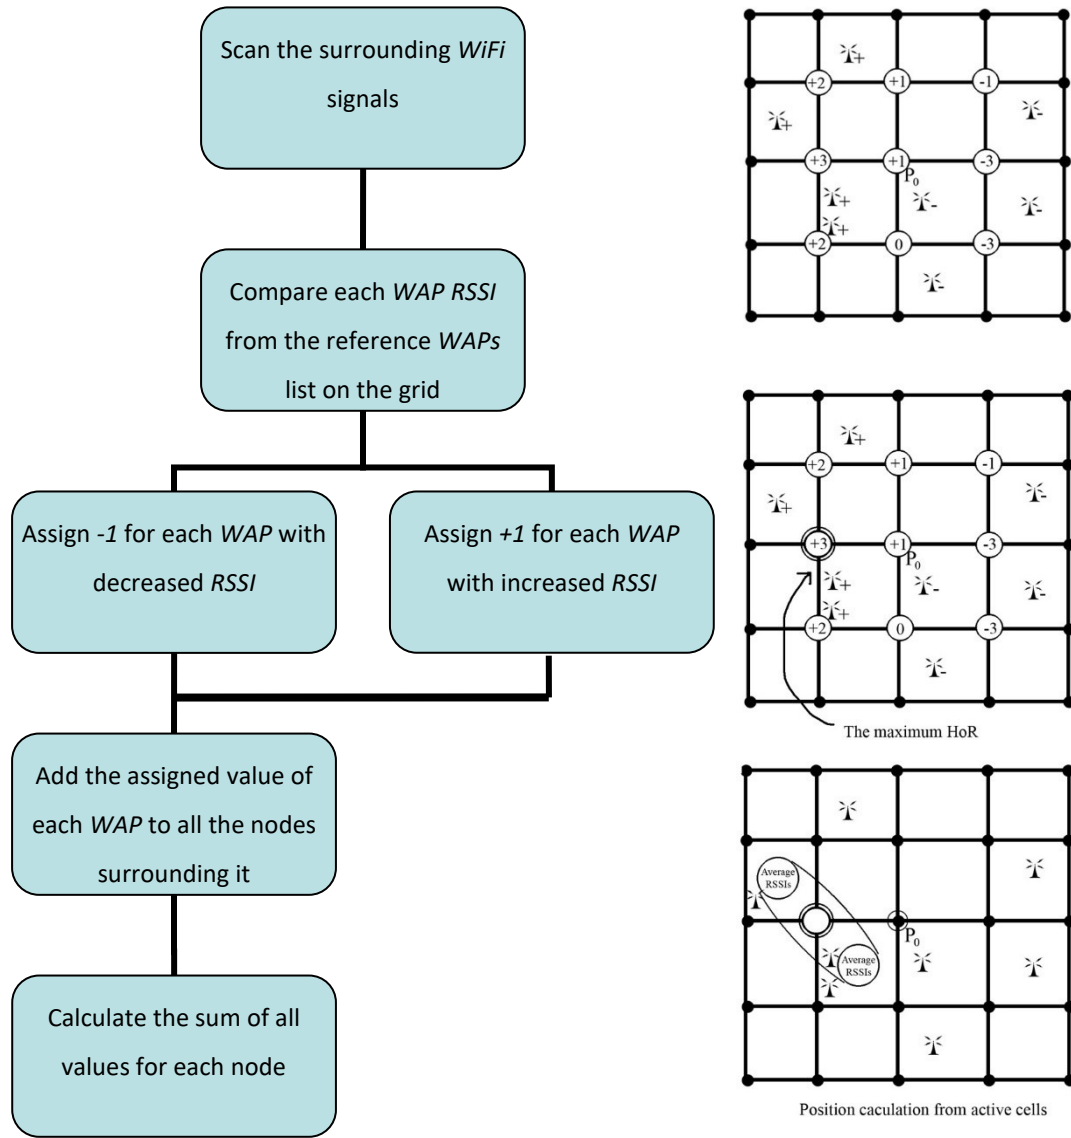 Scan the surrounding WiFi
signals
Compare each WAP RSSI
from the reference WAPs
list on the grid
Assign -1 for each WAP with
decreased RSSI
Assign +1 for each WAP
with increased RSSI
Add the assigned value of
each WAP to all the nodes
surrounding it
Calculate the sum of all
values for each node
+
+2 +1 -1
+ -
+3 +1 -3
P0
+ - -
+
+2 0 -3
-
+
+2 +1 -1
+ -
+3 +1 -3
P0
+ - -
+
+2 0 -3
-
The maximum HoR
Average
RSSIs
P0
Average
RSSIs
Position caculation from active cells